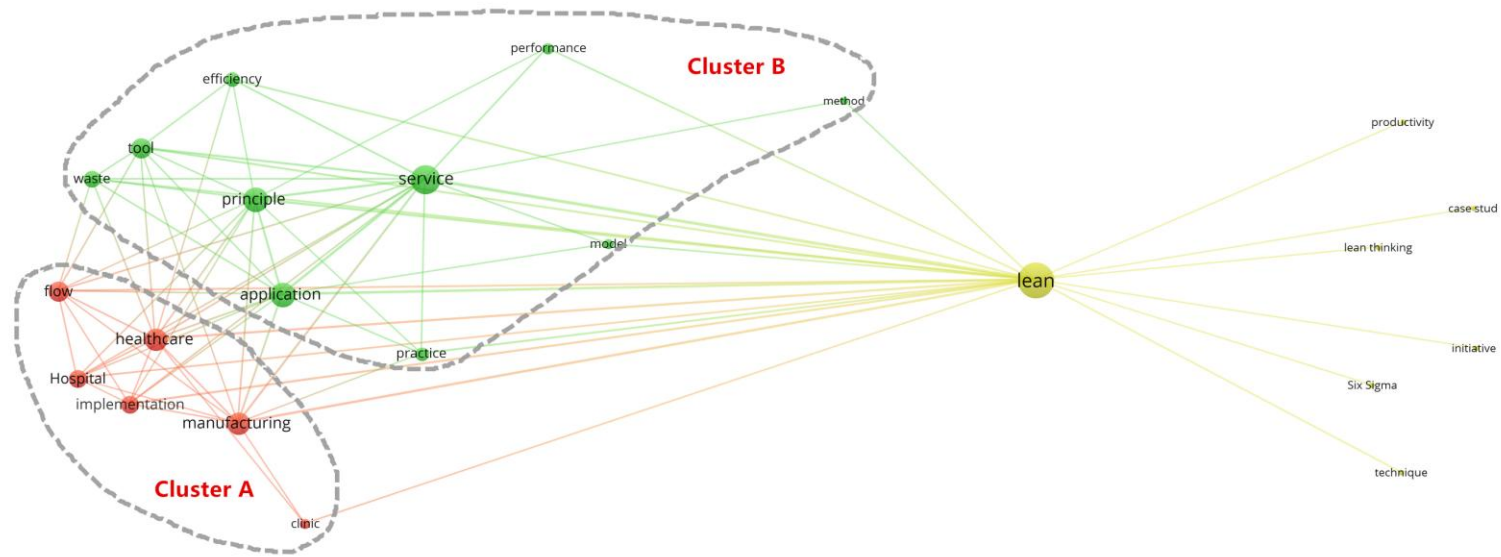 performance
Cluster B
efficiency
method
productivity
tool
waste
service
principle
case stud
model
lean thinking
lean
flow
application
healthcare
practice
initiative
Hospital
Six Sigma
implementation
manufacturing
technique
Cluster A
clinic